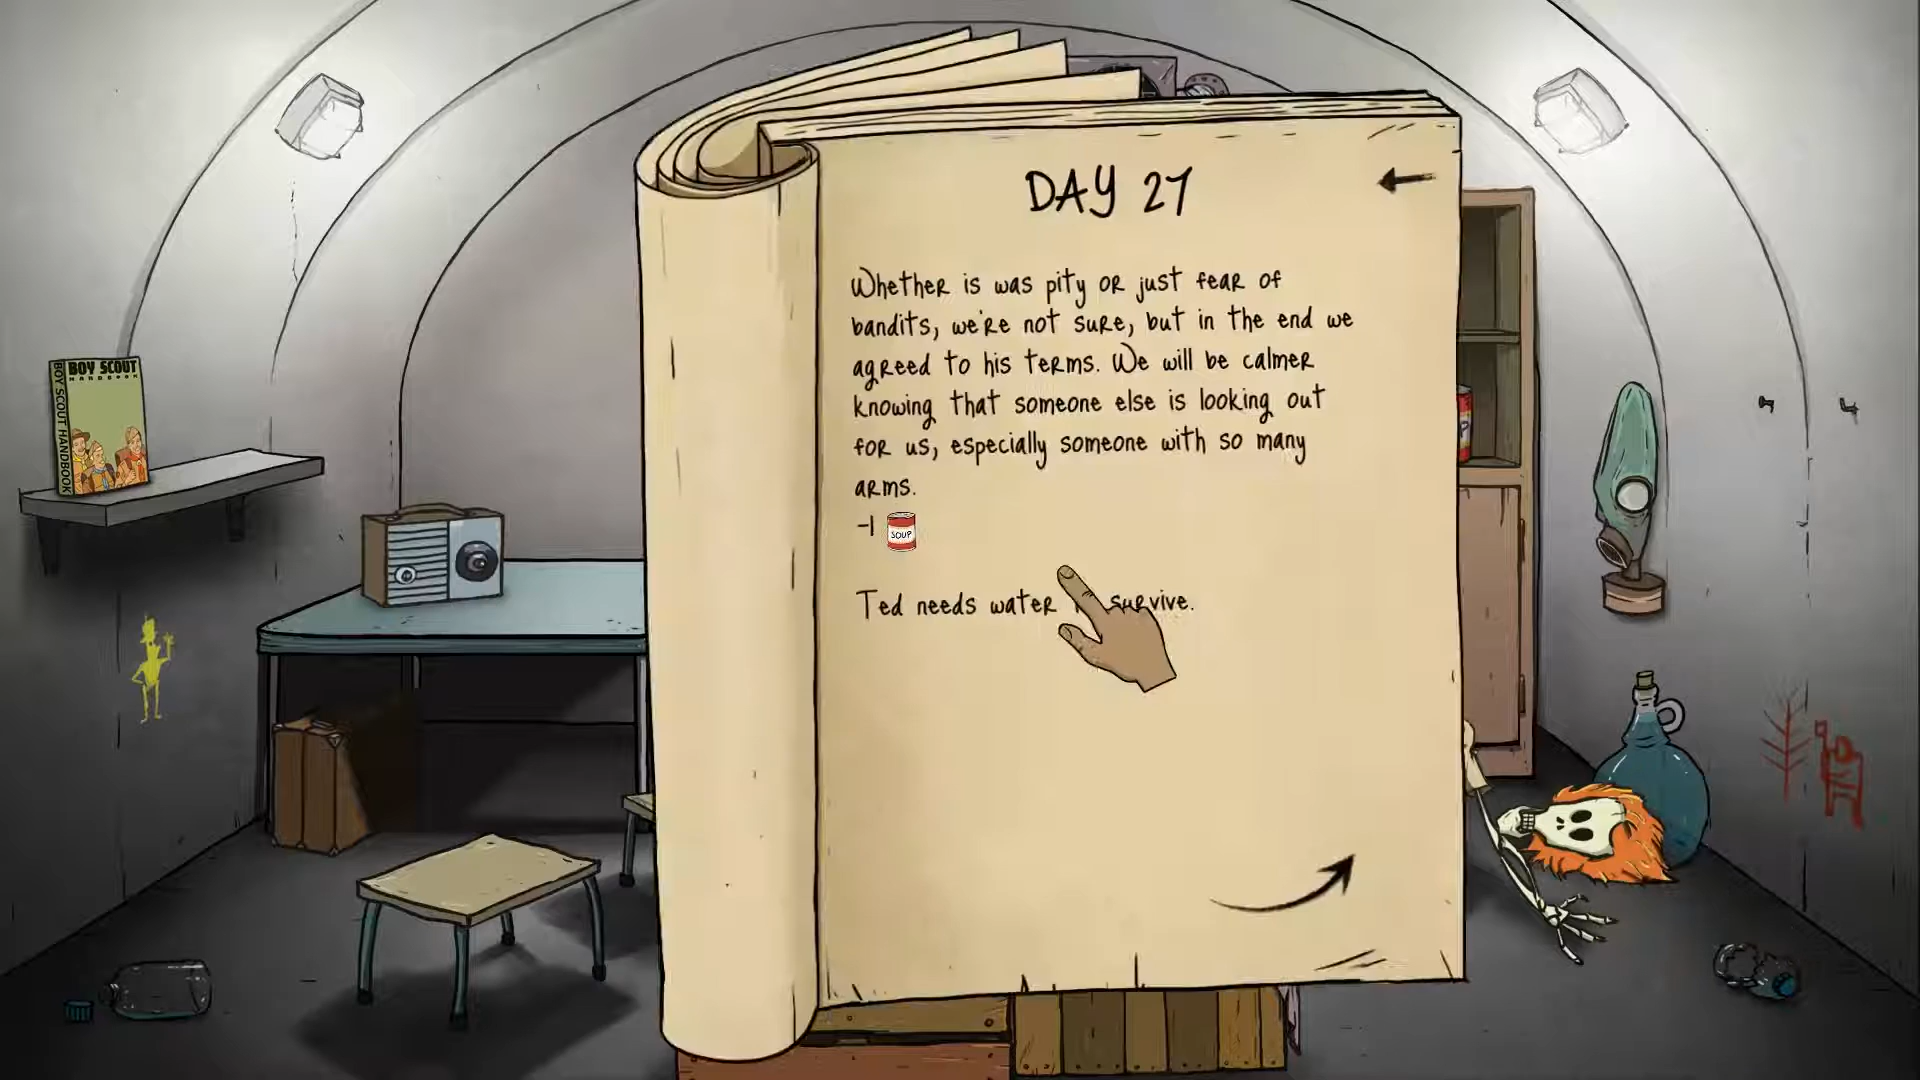 DAY 27
Whether is was pity or just fear of
bandits, we're not sure, but in the end we
agreed to his terms. We will be calmer
knowing that someone else is looking out
for us, especially someone with so many
arms.
-1 SOUP
Ted needs water survive.
BOY SCOUT
HANDBOOK
BOY SCOUT HANDBOOK